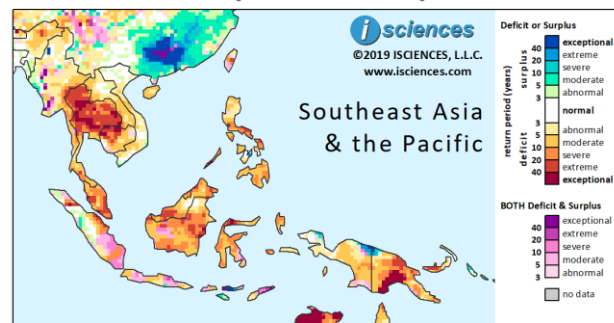 isciences
©2019 ISCIENCES, L.L.C.
www.isciences.com
Southeast Asia
& the Pacific
Deficit or Surplus
return period (years)
surplus
40
20
10
5
3
exceptional
extreme
severe
moderate
abnormal
normal
deficit
3
5
10
20
40
abnormal
moderate
severe
extreme
exceptional
BOTH Deficit & Surplus
40
20
10
5
3
exceptional
extreme
severe
moderate
abnormal
no data